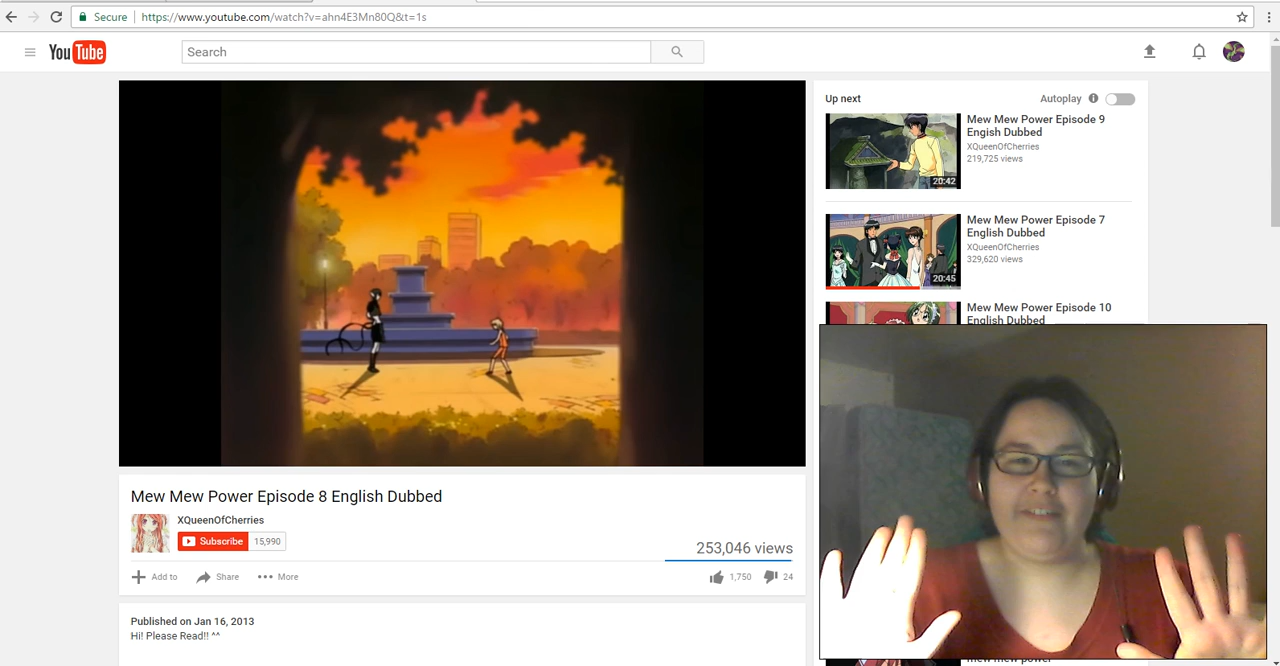 Secure
https://www.youtube.com/watch?v=ahn4E3Mn80Q&t=1s
YouTube
Search
Up next
Autoplay
Mew Mew Power Episode 9
Engish Dubbed
XQueenOfCherries
219,725 views
20:42
Mew Mew Power Episode 7
English Dubbed
XQueenOfCherries
329,620 views
20:45
Mew Mew Power Episode 10
English Dubbed
Mew Mew Power Episode 8 English Dubbed
XQueenOfCherries
Subscribe 15,990
253,046 views
Add to Share More
1,750 24
Published on Jan 16, 2013
Hi! Please Read!! ^^
mew mew power